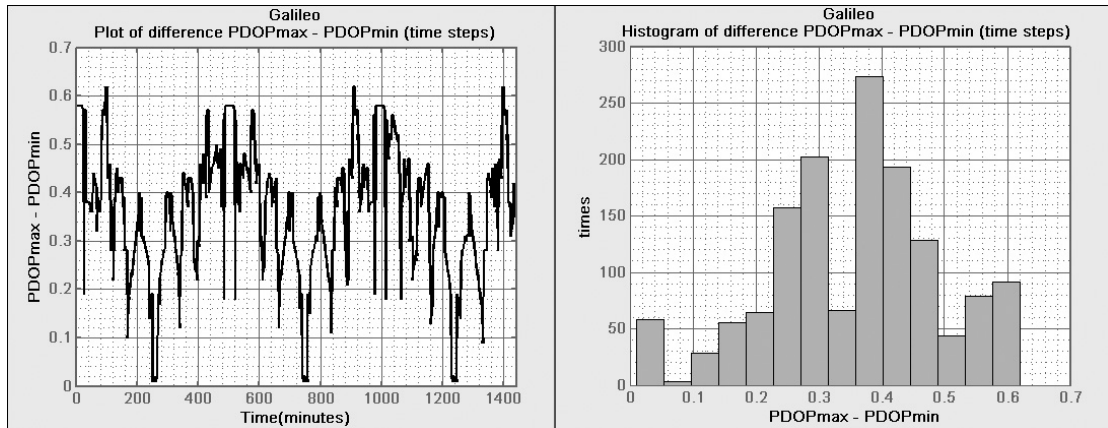 Galileo
Plot of difference PDOPmax - PDOPmin (time steps)
0.7
0.6
0.5
0.4
0.3
0.2
0.1
0
PDOPmax - PDOPmin
0 200 400 600 800 1000 1200 1400
Time(minutes)
Galileo
Histogram of difference PDOPmax - PDOPmin (time steps)
300
250
200
150
100
50
0
times
0 0.1 0.2 0.3 0.4 0.5 0.6 0.7
PDOPmax - PDOPmin